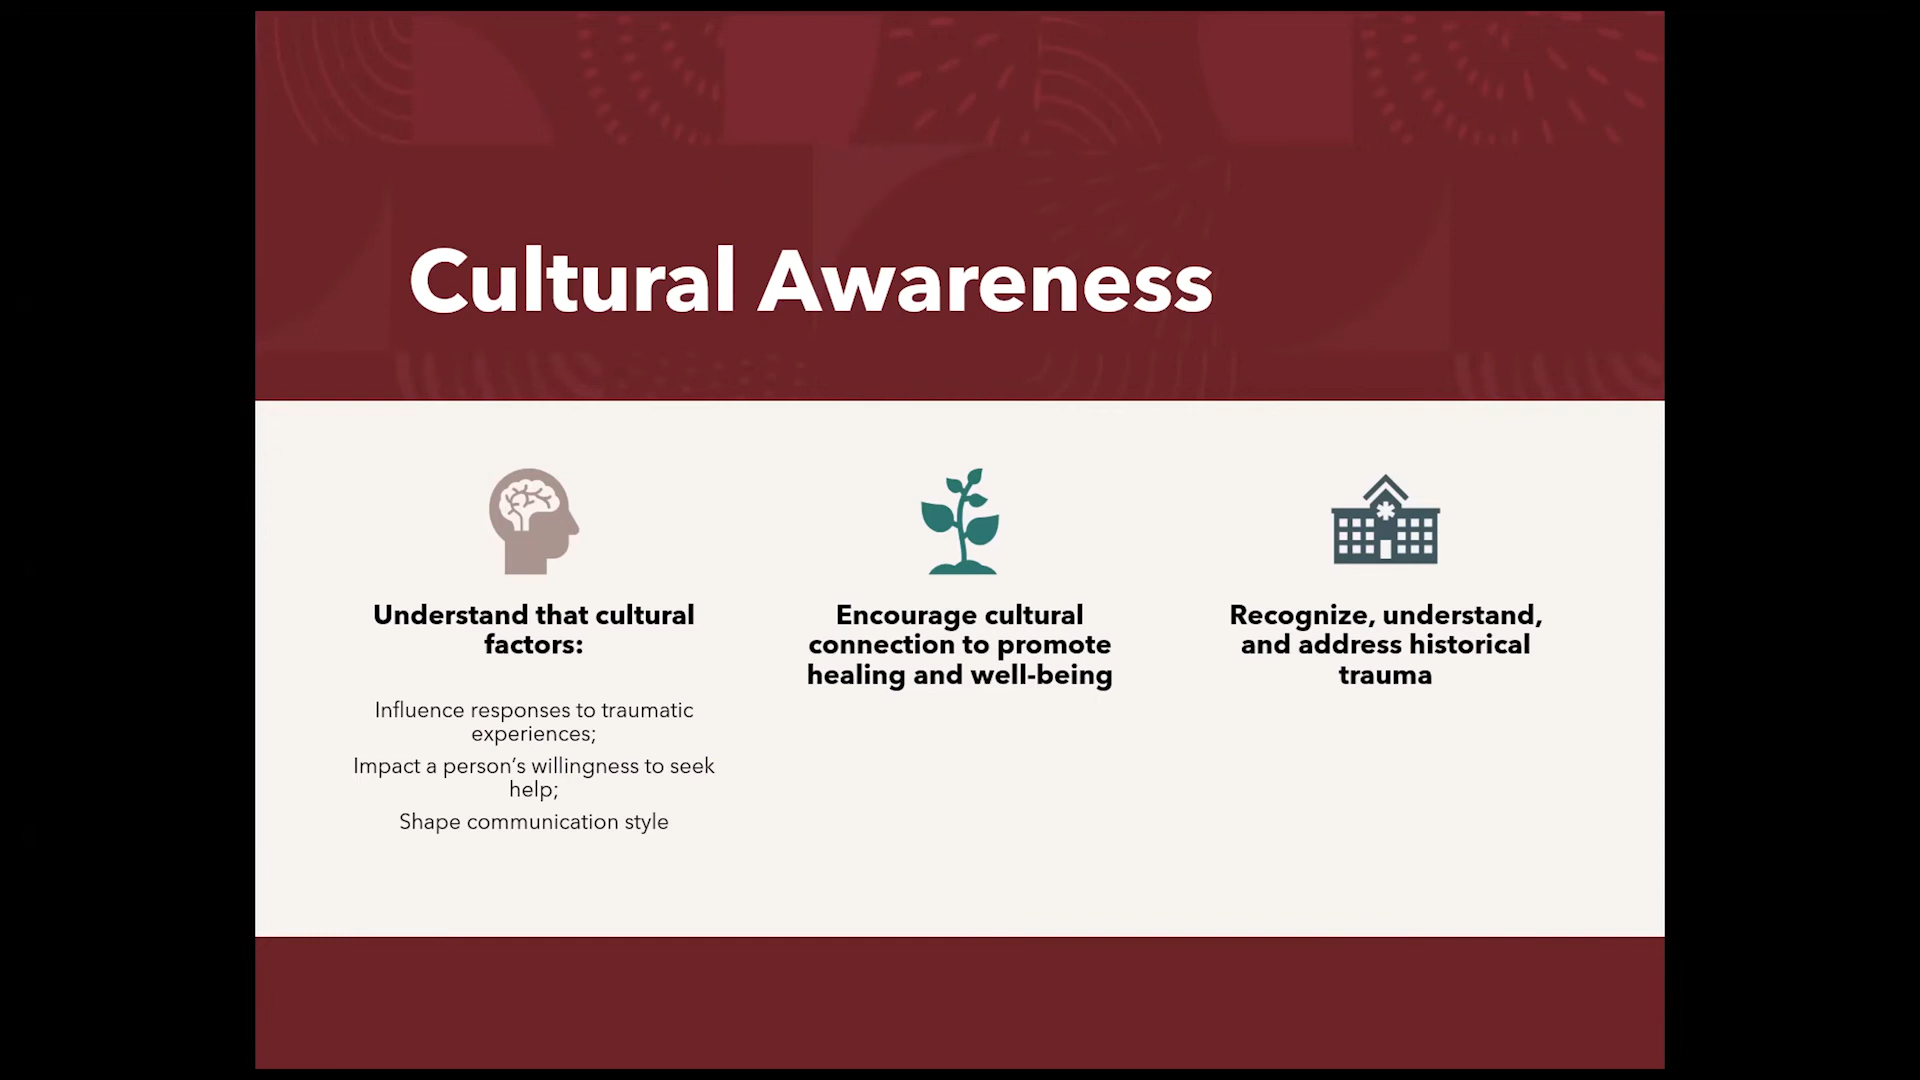 Cultural Awareness
Understand that cultural
factors:
Influence responses to traumatic
experiences;
Impact a person’s willingness to seek
help;
Shape communication style
Encourage cultural
connection to promote
healing and well-being
Recognize, understand,
and address historical
trauma